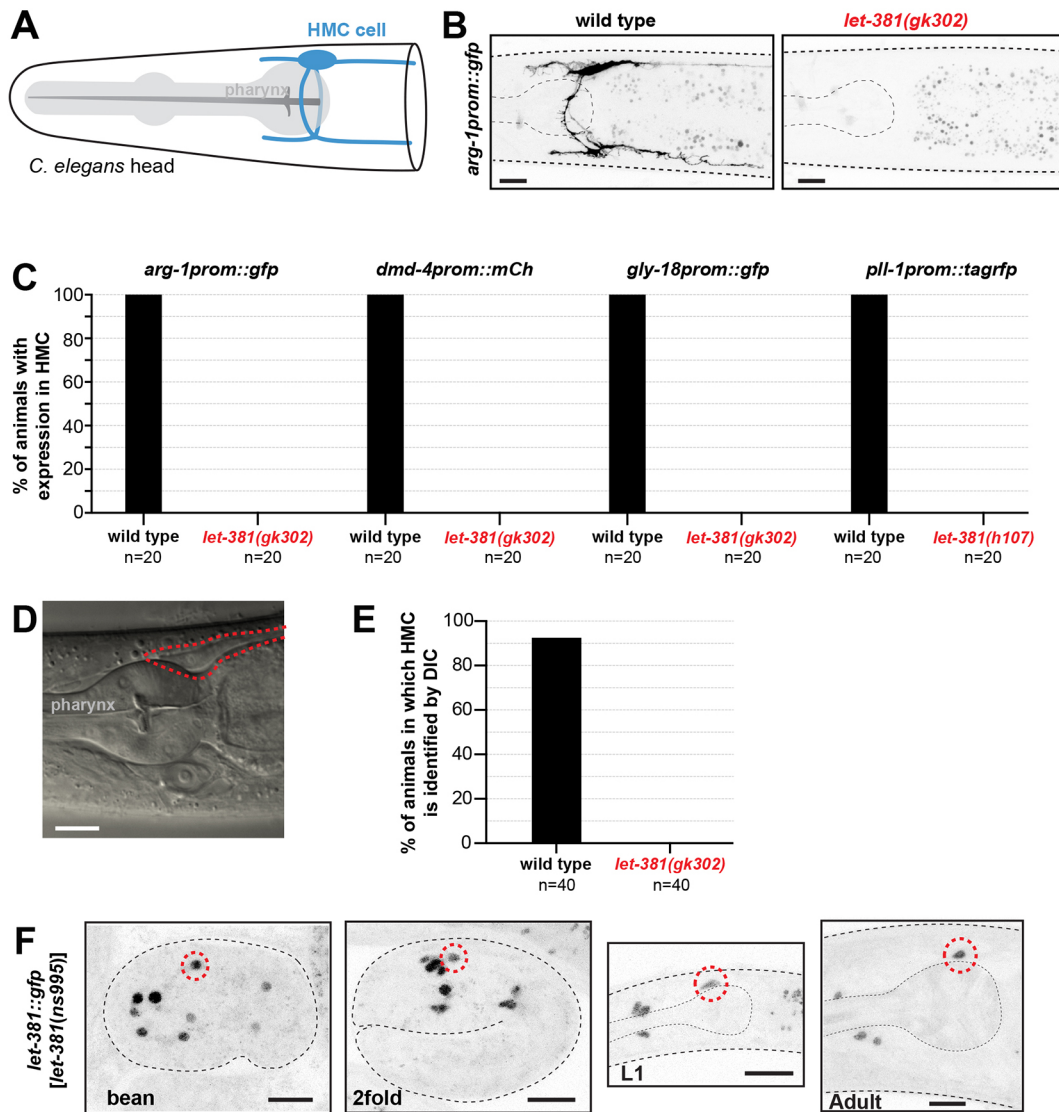 A
HMC cell
pharynx
C. elegans head
B
wild type
let-381(gk302)
arg-1prom::gfp
C
arg-1prom::gfp
dmd-4prom::mCh
gly-18prom::gfp
pll-1prom::tagrfp
% of animals with
expression in HMC
100
80
60
40
20
0
wild type
n=20
let-381(gk302)
n=20
wild type
n=20
let-381(gk302)
n=20
wild type
n=20
let-381(gk302)
n=20
wild type
n=20
let-381(h107)
n=20
D
pharynx
E
% of animals in which HMC
is identified by DIC
100
80
60
40
20
0
wild type
n=40
let-381(gk302)
n=40
F
let-381::gfp
[let-381(ns995)]
bean
2fold
L1
Adult